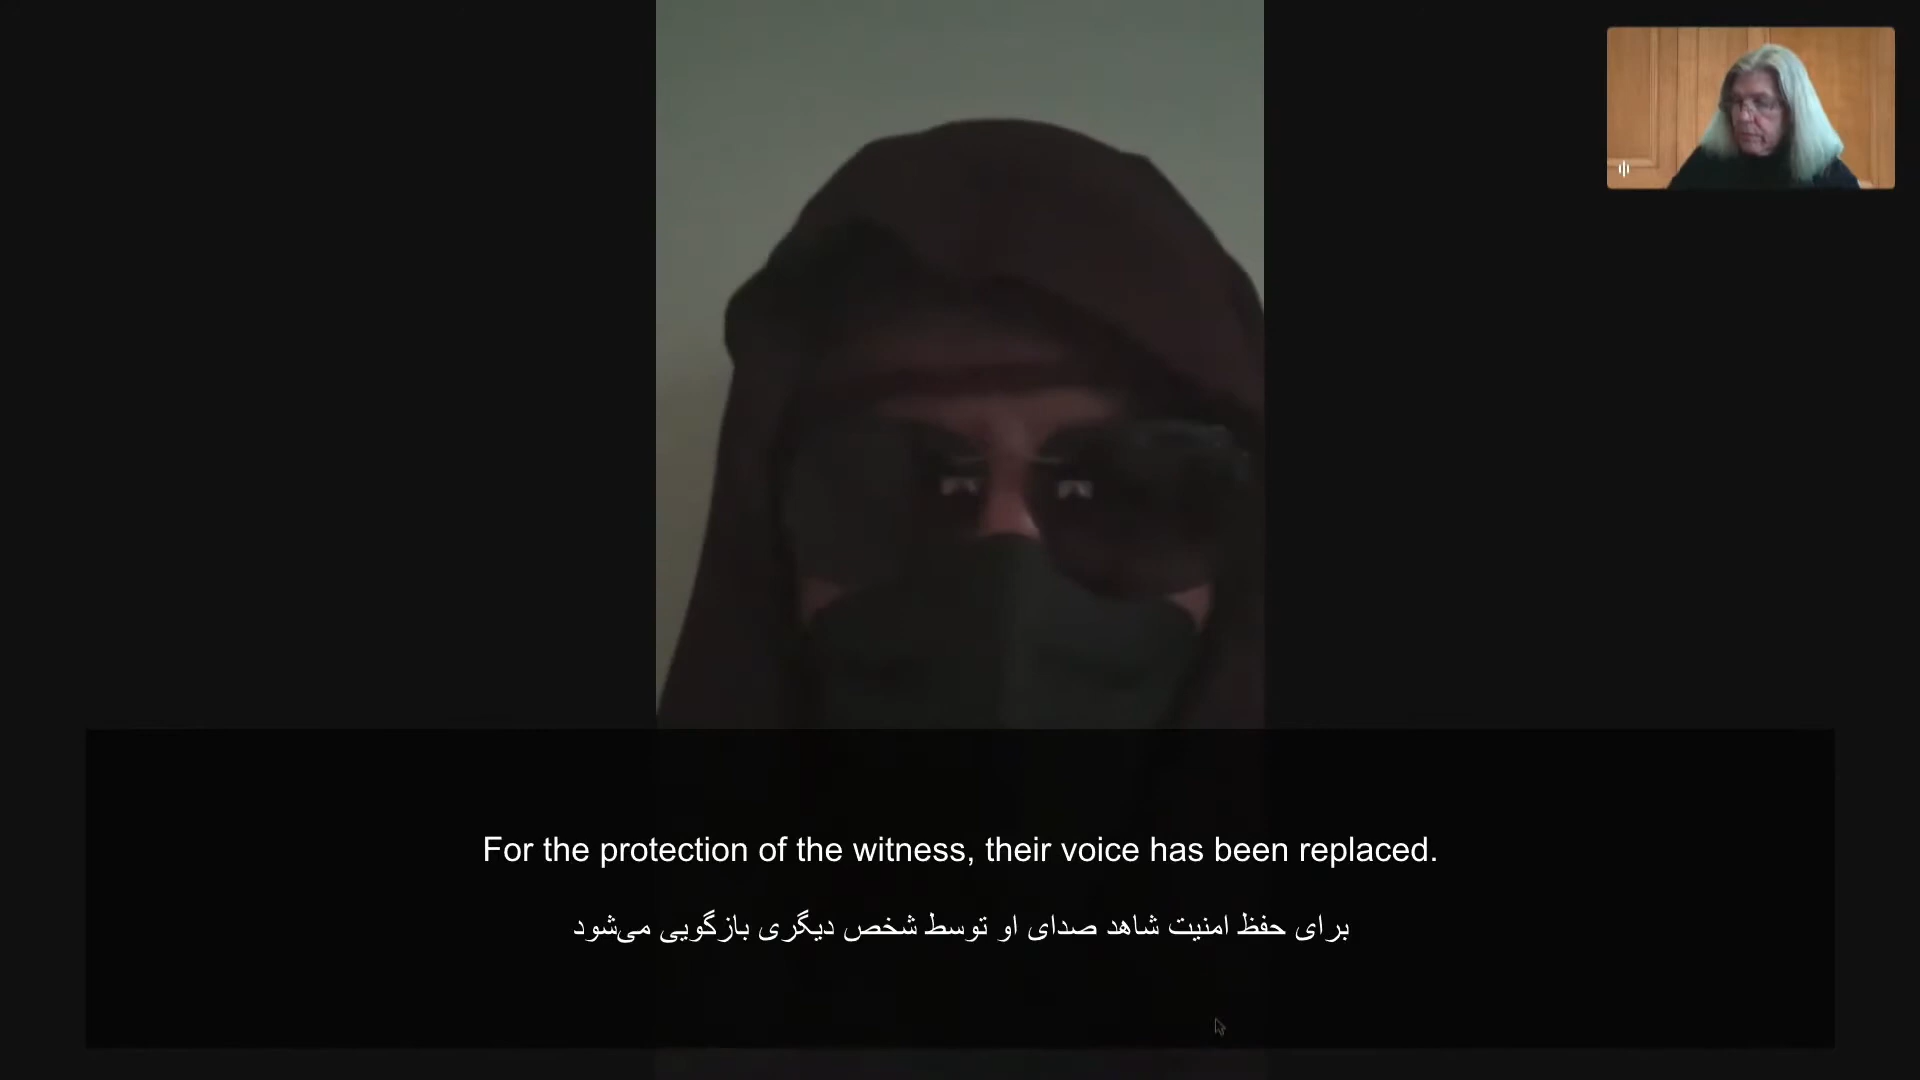 For the protection of the witness, their voice has been replaced.
برای حفظ امنیت شاهد صدای او توسط شخص دیگری بازگویی می‌شود